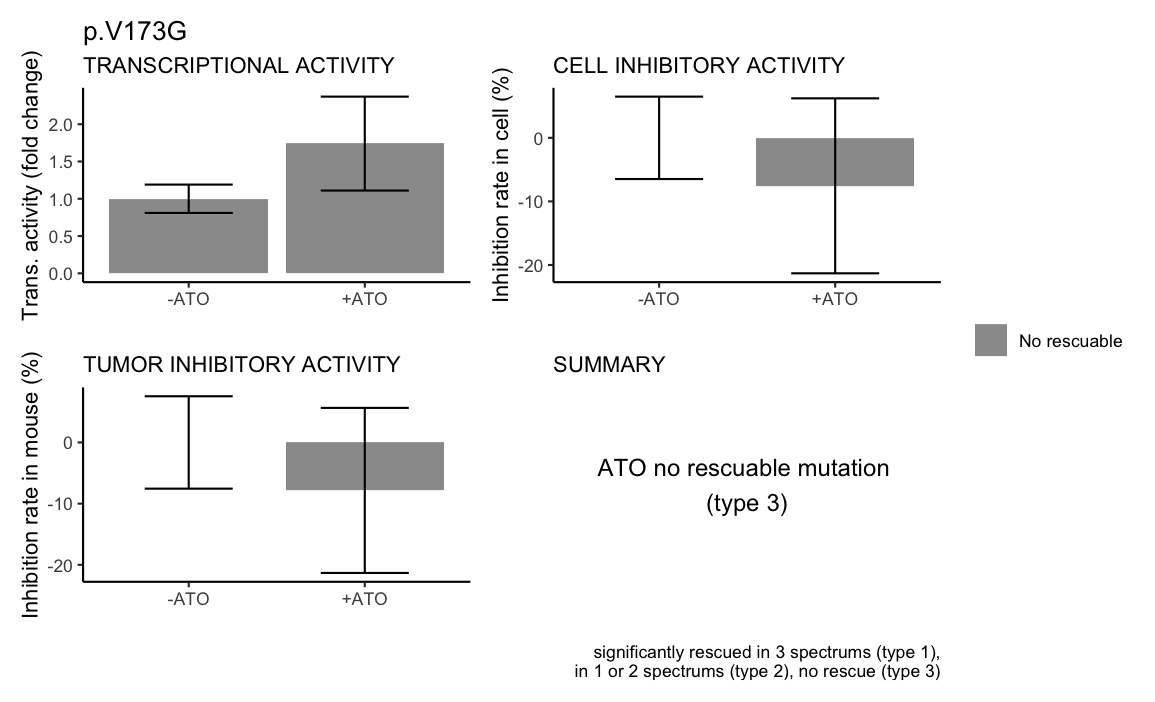 p.V173G
TRANSCRIPTIONAL ACTIVITY
Trans. activity (fold change)
2.0
1.5
1.0
0.5
0.0
-ATO
+ATO
CELL INHIBITORY ACTIVITY
Inhibition rate in cell (%)
0
-10
-20
-ATO
+ATO
No rescuable
TUMOR INHIBITORY ACTIVITY
Inhibition rate in mouse (%)
0
-10
-20
-ATO
+ATO
SUMMARY
ATO no rescuable mutation
(type 3)
significantly rescued in 3 spectrums (type 1),
in 1 or 2 spectrums (type 2), no rescue (type 3)